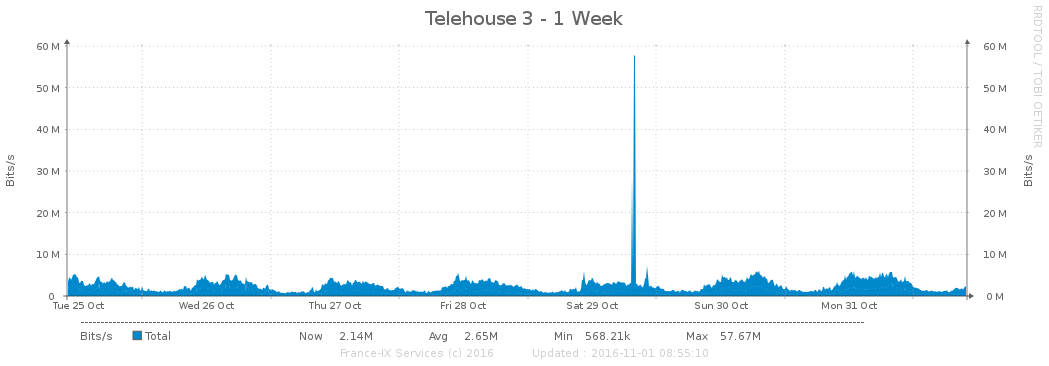 Telehouse 3 - 1 Week
RRDTOOL / TOBI OETIKER
Bits/s
60 M 60 M
50 M 50 M
40 M 40 M
30 M 30 M
20 M 20 M
10 M 10 M
0 0 M
Bits/s
Tue 25 Oct Wed 26 Oct Thu 27 Oct Fri 28 Oct Sat 29 Oct Sun 30 Oct Mon 31 Oct
Bits/s Total Now 2.14M Avg 2.65M Min 568.21k Max 57.67M
France-IX Services (c) 2016 Updated : 2016-11-01 08:55:10